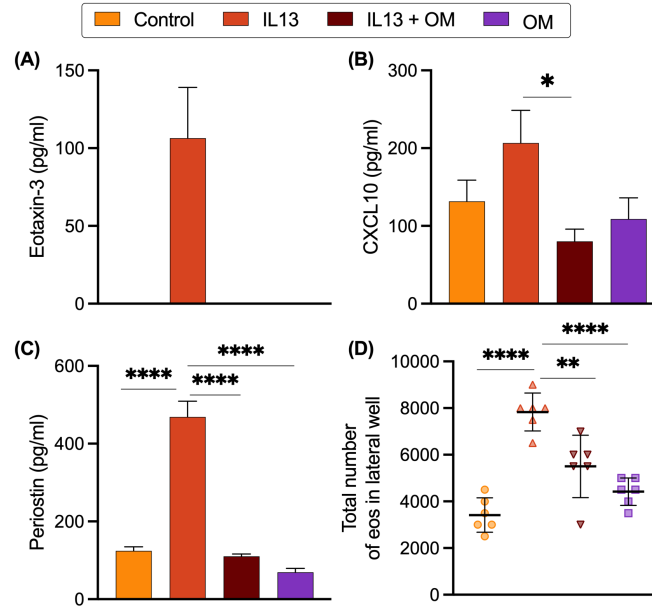 Control IL13 IL13 + OM OM
(A)
Eotaxin-3 (pg/ml)
150
100
50
0
(B)
CXCL10 (pg/ml)
300
200
100
0
*
(C)
Periostin (pg/ml)
600
400
200
0
****
****
****
(D)
Total number
of eos in lateral well
10000
8000
6000
4000
2000
0
****
**
****